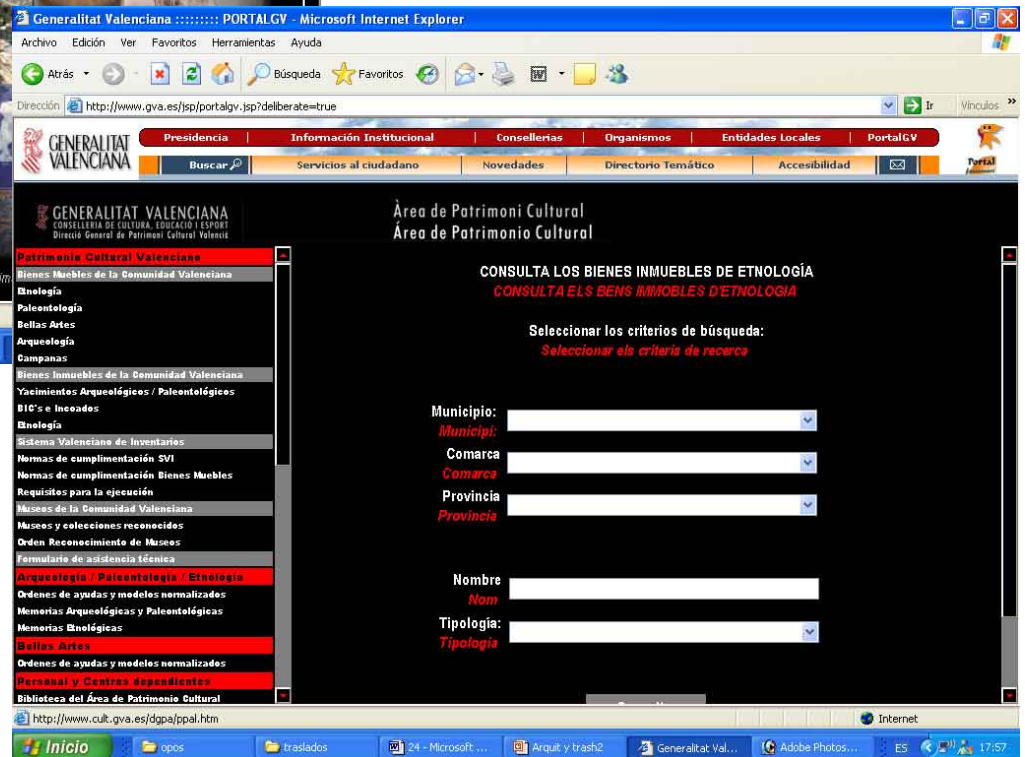 Generalitat Valenciana ::::::::: PORTALGV - Microsoft Internet Explorer
Archivo Edición Ver Favoritos Herramientas Ayuda
Atrás Búsqueda Favoritos
Dirección http://www.gva.es/jsp/portalgv.jsp?deliberate=true Ir Vínculos »
GENERALITAT VALENCIANA
Presidencia | Información Institucional | Consellerias | Organismos | Entidades Locales | PortalGV
Buscar Servicios al ciudadano Novedades Directorio Temático Accesibilidad Portal
GENERALITAT VALENCIANA
CONSELLERIA DE CULTURA, EDUCACIÓ I ESPORT
Direcció General de Patrimoni Cultural Valencià
Àrea de Patrimoni Cultural
Área de Patrimonio Cultural
Patrimonio Cultural Valenciano
Bienes Muebles de la Comunidad Valenciana
Etnología
Paleontología
Bellas Artes
Arqueología
Campanas
Bienes Inmuebles de la Comunidad Valenciana
Yacimientos Arqueológicos / Paleontológicos
BIC's e Incoados
Etnología
Sistema Valenciano de Inventarios
Normas de cumplimentación SVI
Normas de cumplimentación Bienes Muebles
Requisitos para la ejecución
Museos de la Comunidad Valenciana
Museos y colecciones reconocidos
Orden Reconocimiento de Museos
Formulario de asistencia técnica
Arqueología / Paleontología / Etnología
Ordenes de ayudas y modelos normalizados
Memorias Arqueológicas y Paleontológicas
Memorias Etnológicas
Bellas Artes
Ordenes de ayudas y modelos normalizados
Personal y Centros dependientes
Biblioteca del Área de Patrimonio Cultural
CONSULTA LOS BIENES INMUEBLES DE ETNOLOGÍA
CONSULTA ELS BENS IMMOBLES D'ETNOLOGIA
Seleccionar los criterios de búsqueda:
Seleccionar els criteris de recerca
Municipio:
Municipi:
Comarca
Comarca
Provincia
Provincia
Nombre
Nom
Tipología:
Tipologia
http://www.cult.gva.es/dgpa/ppal.htm Internet
Inicio opos traslados 24 - Microsoft ... Arquit y trash2 Generalitat Val... Adobe Photos... ES 17:57